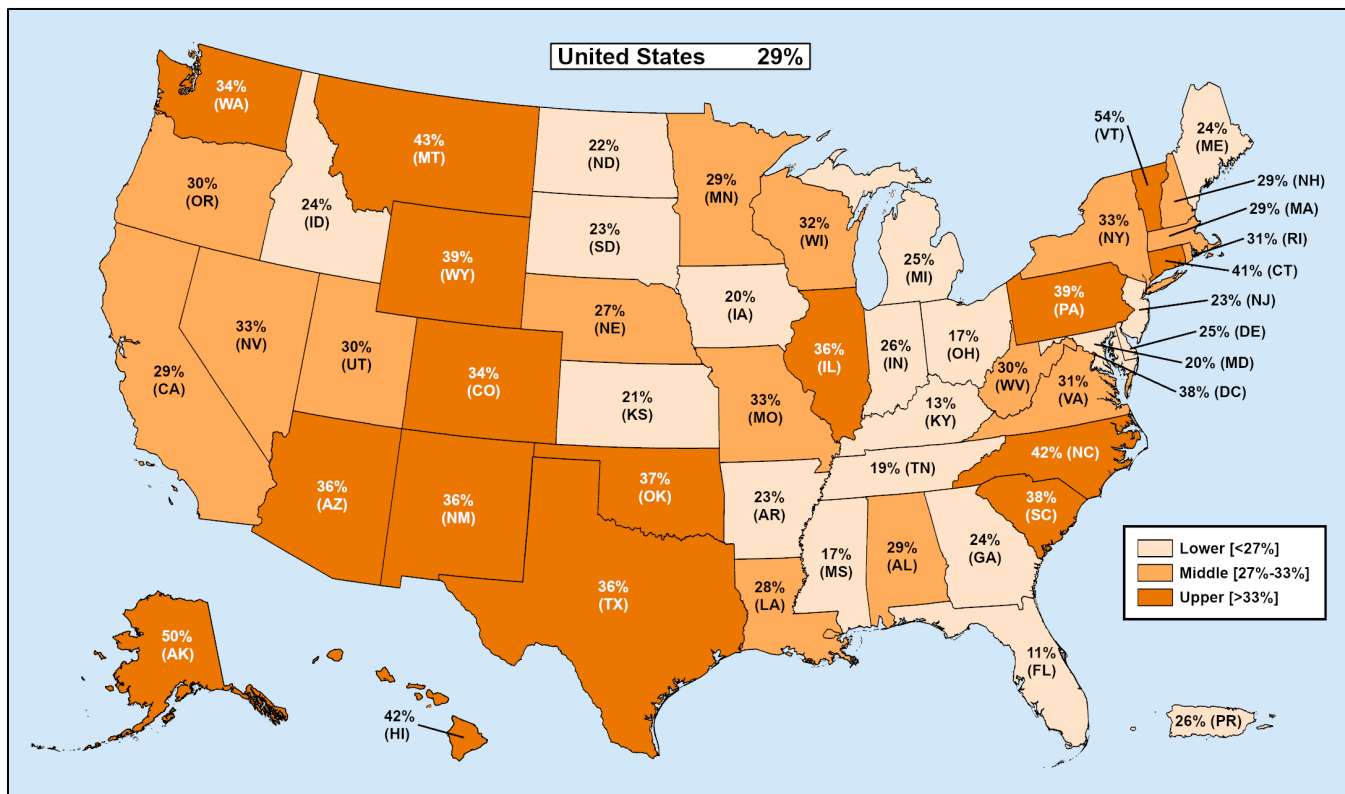 United States 29%
34%
(WA)
43%
(MT)
22%
(ND)
29%
(MN)
54%
(VT)
24%
(ME)
30%
(OR)
24%
(ID)
39%
(WY)
23%
(SD)
32%
(WI)
25%
(MI)
33%
(NY)
29% (NH)
29% (MA)
31% (RI)
41% (CT)
23% (NJ)
25% (DE)
20% (MD)
38% (DC)
39%
(PA)
29%
(CA)
33%
(NV)
30%
(UT)
34%
(CO)
27%
(NE)
20%
(IA)
36%
(IL)
26%
(IN)
17%
(OH)
30%
(WV)
31%
(VA)
21%
(KS)
33%
(MO)
13%
(KY)
19% (TN)
42% (NC)
38%
(SC)
36%
(AZ)
36%
(NM)
37%
(OK)
23%
(AR)
36%
(TX)
28%
(LA)
17%
(MS)
29%
(AL)
24%
(GA)
11%
(FL)
50%
(AK)
42%
(HI)
26% (PR)
Lower [<27%]
Middle [27%-33%]
Upper [>33%]